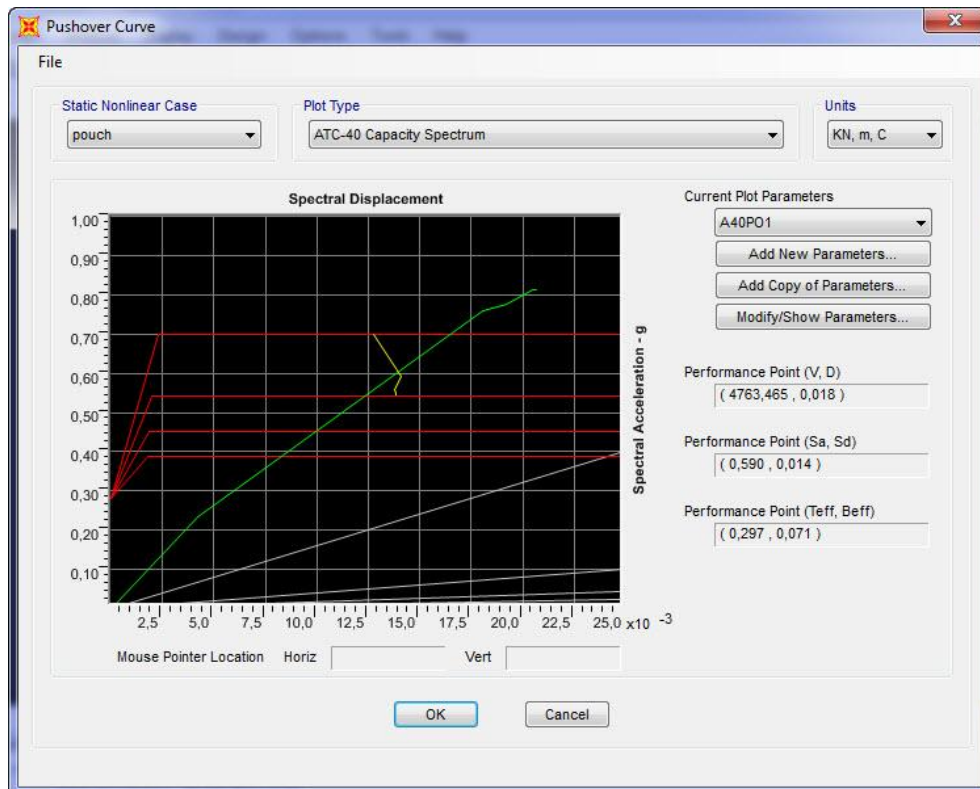 Pushover Curve
File
Static Nonlinear Case
pouch
Plot Type
ATC-40 Capacity Spectrum
Units
KN, m, C
Spectral Displacement
1,00
0,90
0,80
0,70
0,60
0,50
0,40
0,30
0,20
0,10
2,5 5,0 7,5 10,0 12,5 15,0 17,5 20,0 22,5 25,0 x10 -3
Spectral Acceleration - g
Mouse Pointer Location Horiz Vert
Current Plot Parameters
A40PO1
Add New Parameters...
Add Copy of Parameters...
Modify/Show Parameters...
Performance Point (V, D)
( 4763,465 , 0,018 )
Performance Point (Sa, Sd)
( 0,590 , 0,014 )
Performance Point (Teff, Beff)
( 0,297 , 0,071 )
OK
Cancel